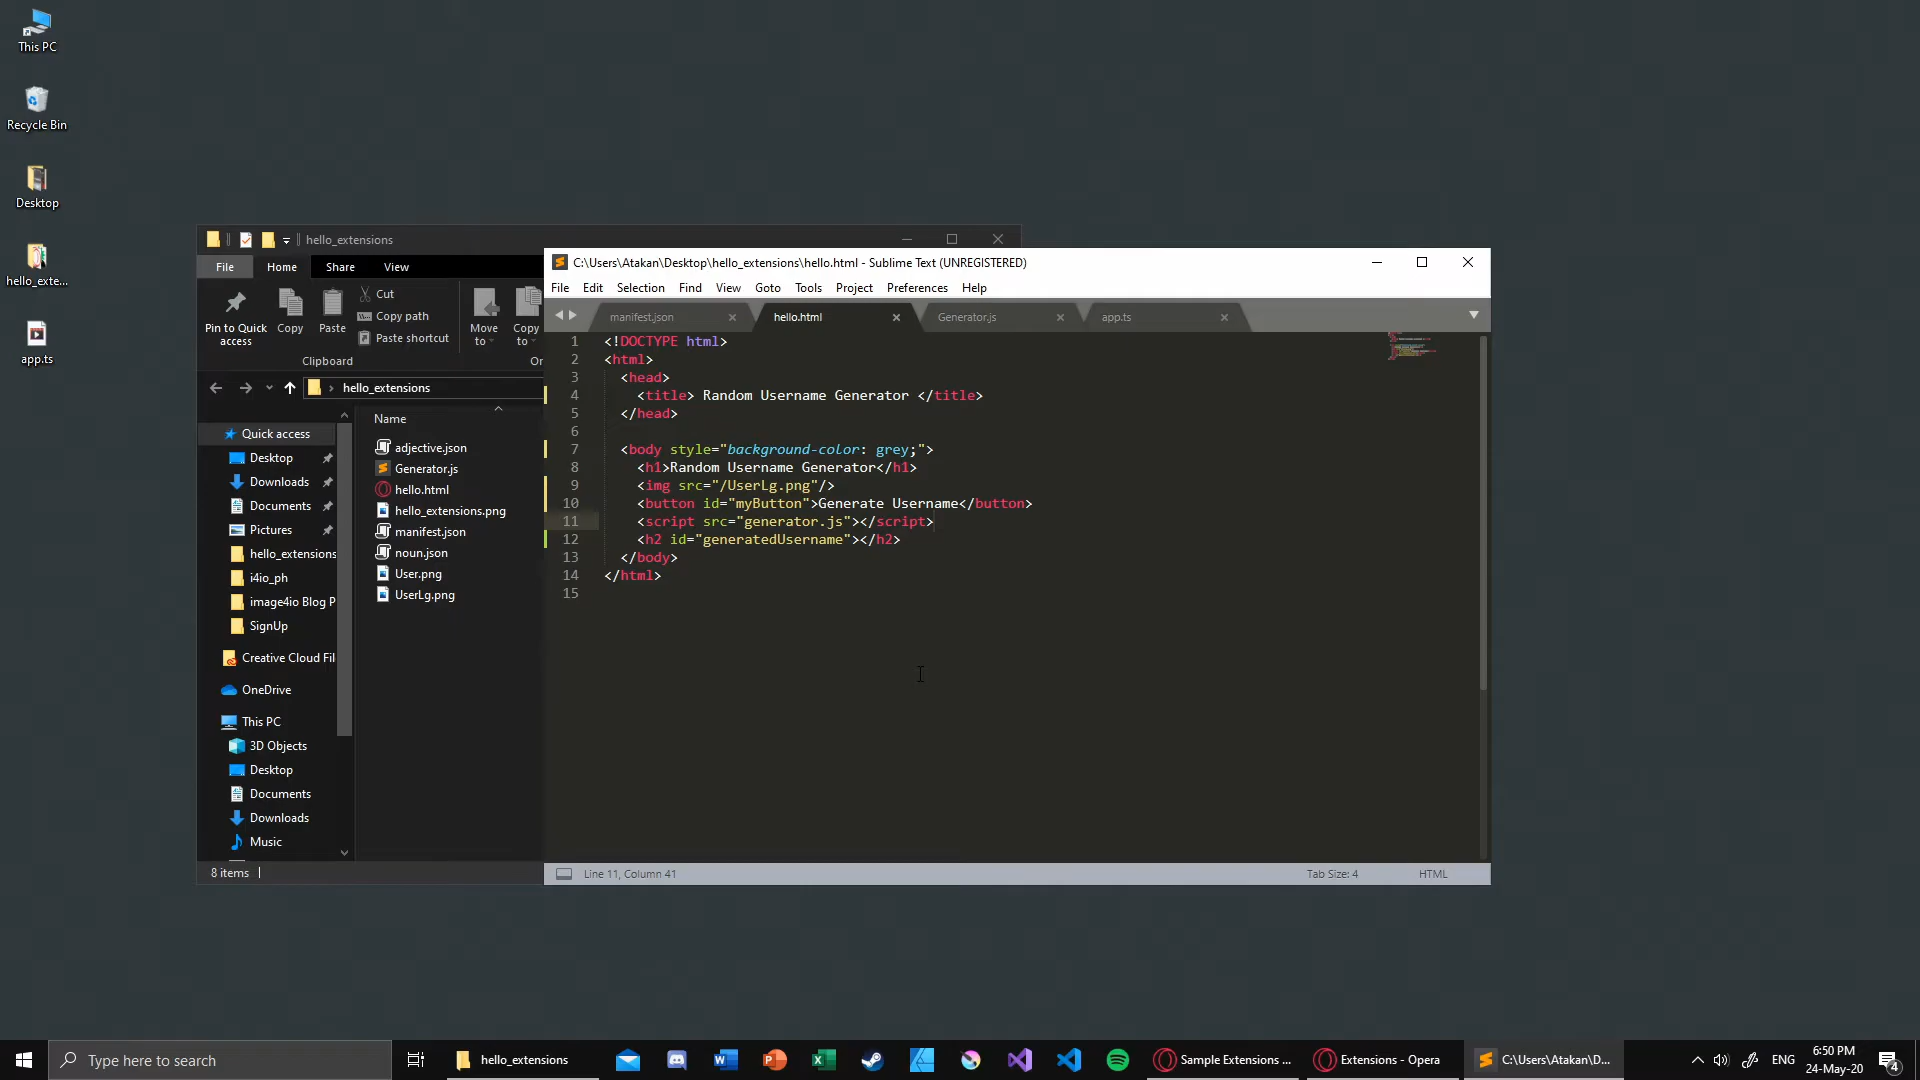 This PC
Recycle Bin
Desktop
hello_exte...
app.ts
hello_extensions
File
Home
Share
View
Pin to Quick
access
Copy
Paste
Cut
Copy path
Paste shortcut
Move
to
Copy
to
Clipboard
Or
hello_extensions
Quick access
Desktop
Downloads
Documents
Pictures
hello_extensions
i4io_ph
image4io Blog P
SignUp
Creative Cloud Fil
OneDrive
This PC
3D Objects
Desktop
Documents
Downloads
Music
Name
adjective.json
Generator.js
hello.html
hello_extensions.png
manifest.json
noun.json
User.png
UserLg.png
8 items
C:\Users\Atakan\Desktop\hello_extensions\hello.html - Sublime Text (UNREGISTERED)
File Edit Selection Find View Goto Tools Project Preferences Help
manifest.json
hello.html
Generator.js
app.ts
1 <!DOCTYPE html>
2 <html>
3 <head>
4 <title> Random Username Generator </title>
5 </head>
6
7 <body style="background-color: grey;">
8 <h1>Random Username Generator</h1>
9 <img src="/UserLg.png"/>
10 <button id="myButton">Generate Username</button>
11 <script src="generator.js"></script>
12 <h2 id="generatedUsername"></h2>
13 </body>
14 </html>
15
Line 11, Column 41
Tab Size: 4
HTML
Type here to search
hello_extensions
Sample Extensions ...
Extensions - Opera
C:\Users\Atakan\D...
ENG
6:50 PM
24-May-20
4